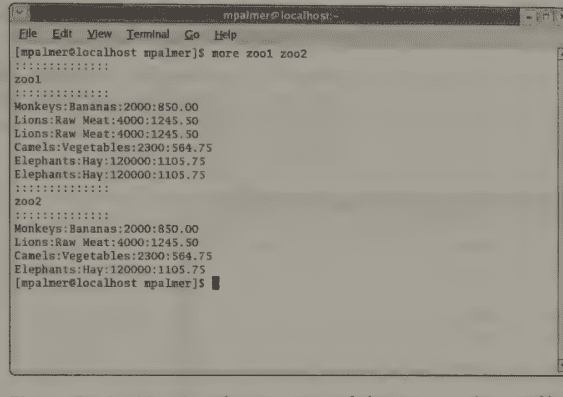 mpalmer@localhost:~
File Edit View Terminal Go Help
[mpalmer@localhost mpalmer]$ more zoo1 zoo2
::::::::::::::
zoo1
::::::::::::::
Monkeys:Bananas:2000:850.00
Lions:Raw Meat:4000:1245.50
Lions:Raw Meat:4000:1245.50
Camels:Vegetables:2300:564.75
Elephants:Hay:120000:1105.75
Elephants:Hay:120000:1105.75
::::::::::::::
zoo2
::::::::::::::
Monkeys:Bananas:2000:850.00
Lions:Raw Meat:4000:1245.50
Camels:Vegetables:2300:564.75
Elephants:Hay:120000:1105.75
[mpalmer@localhost mpalmer]$